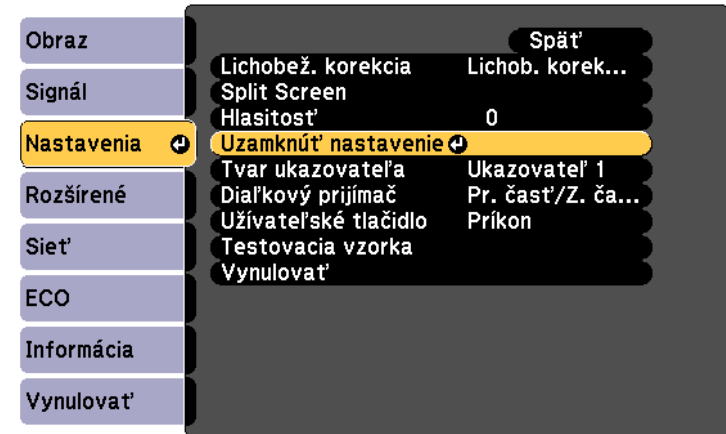 Obraz
Signál
Nastavenia
Rozšírené
Sieť
ECO
Informácia
Vynulovať
Späť
Lichobež. korekcia Lichob. korek...
Split Screen
Hlasitosť 0
Uzamknúť nastavenie
Tvar ukazovateľa Ukazovateľ 1
Diaľkový prijímač Pr. časť/Z. ča...
Užívateľské tlačidlo Príkon
Testovacia vzorka
Vynulovať